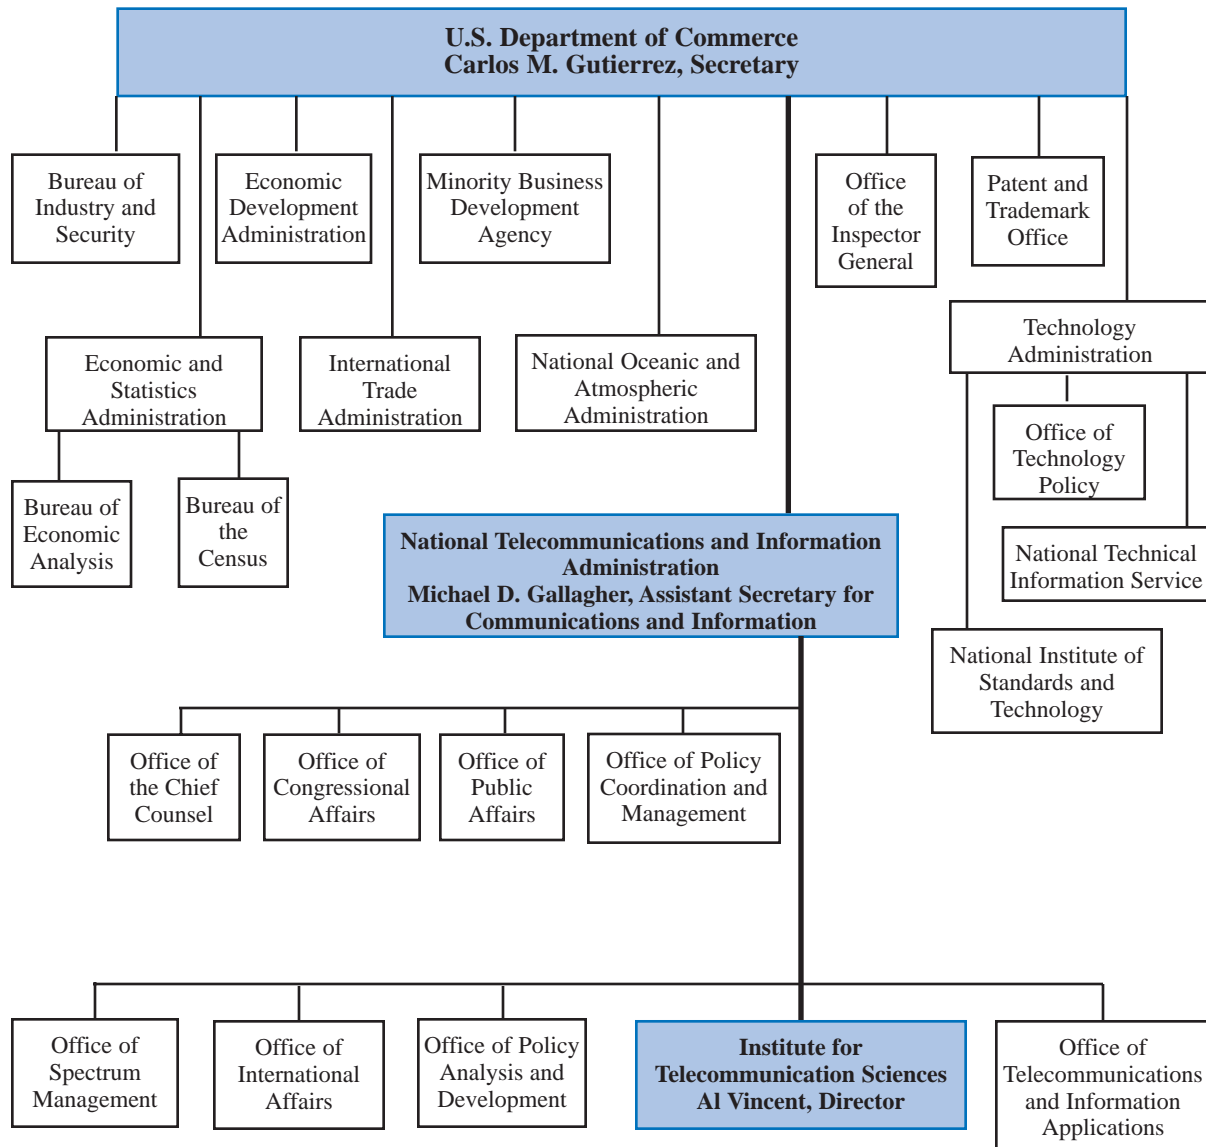 U.S. Department of Commerce
Carlos M. Gutierrez, Secretary
Bureau of
Industry and
Security
Economic
Development
Administration
Minority Business
Development
Agency
Office
of the
Inspector
General
Patent and
Trademark
Office
Economic and
Statistics
Administration
International
Trade
Administration
National Oceanic and
Atmospheric
Administration
Technology
Administration
Office of
Technology
Policy
Bureau of
Economic
Analysis
Bureau of
the
Census
National Telecommunications and Information
Administration
Michael D. Gallagher, Assistant Secretary for
Communications and Information
National Technical
Information Service
National Institute of
Standards and
Technology
Office of
the Chief
Counsel
Office of
Congressional
Affairs
Office of
Public
Affairs
Office of Policy
Coordination and
Management
Office of
Spectrum
Management
Office of
International
Affairs
Office of Policy
Analysis and
Development
Institute for
Telecommunication Sciences
Al Vincent, Director
Office of
Telecommunications
and Information
Applications